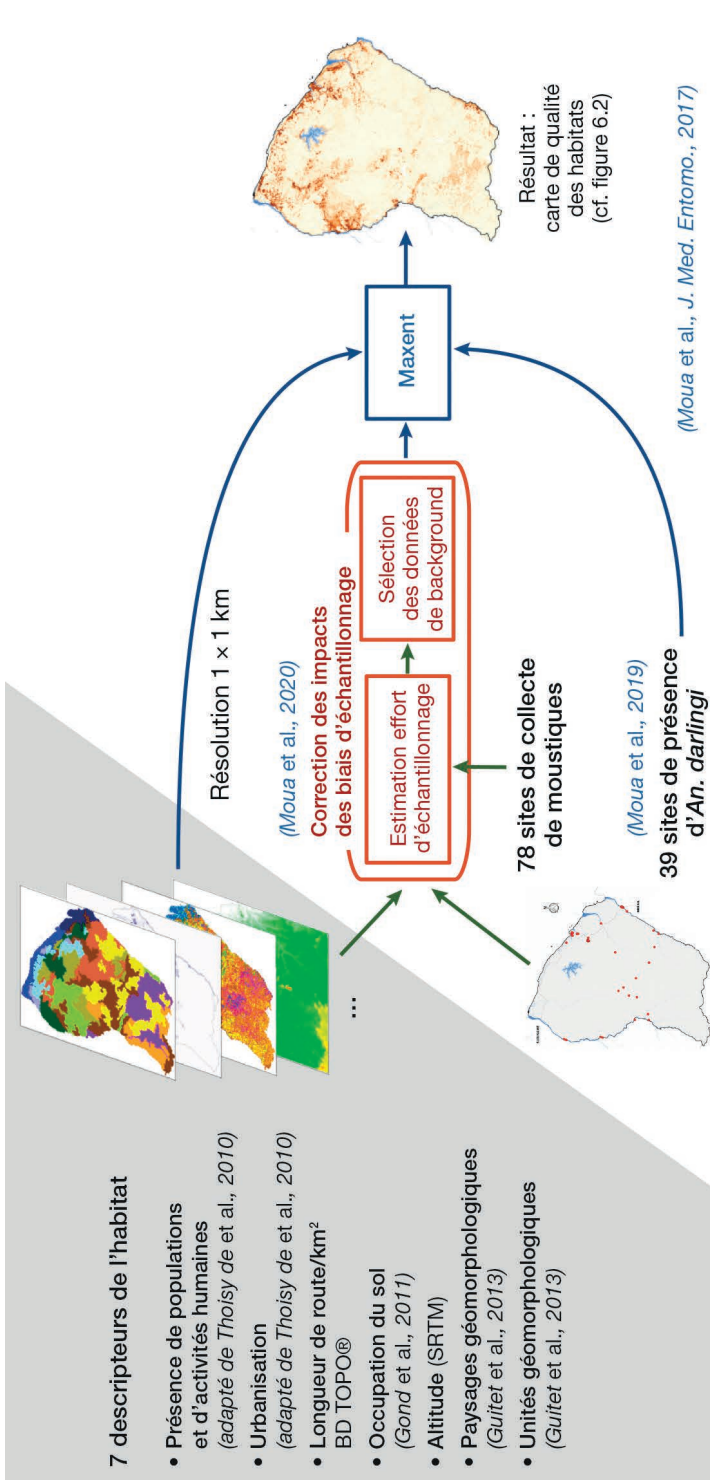 7 descripteurs de l'habitat
• Présence de populations
et d'activités humaines
(adapté de Thoisy de et al., 2010)
• Urbanisation
(adapté de Thoisy de et al., 2010)
• Longueur de route/km²
BD TOPO®
• Occupation du sol
(Gond et al., 2011)
• Altitude (SRTM)
• Paysages géomorphologiques
(Guitet et al., 2013)
• Unités géomorphologiques
(Guitet et al., 2013)
...
Résolution 1 × 1 km
(Moua et al., 2020)
Correction des impacts
des biais d'échantillonnage
Estimation effort
d'échantillonnage
Sélection
des données
de background
78 sites de collecte
de moustiques
(Moua et al., 2019)
39 sites de présence
d'An. darlingi
Maxent
Résultat :
carte de qualité
des habitats
(cf. figure 6.2)
(Moua et al., J. Med. Entomo., 2017)